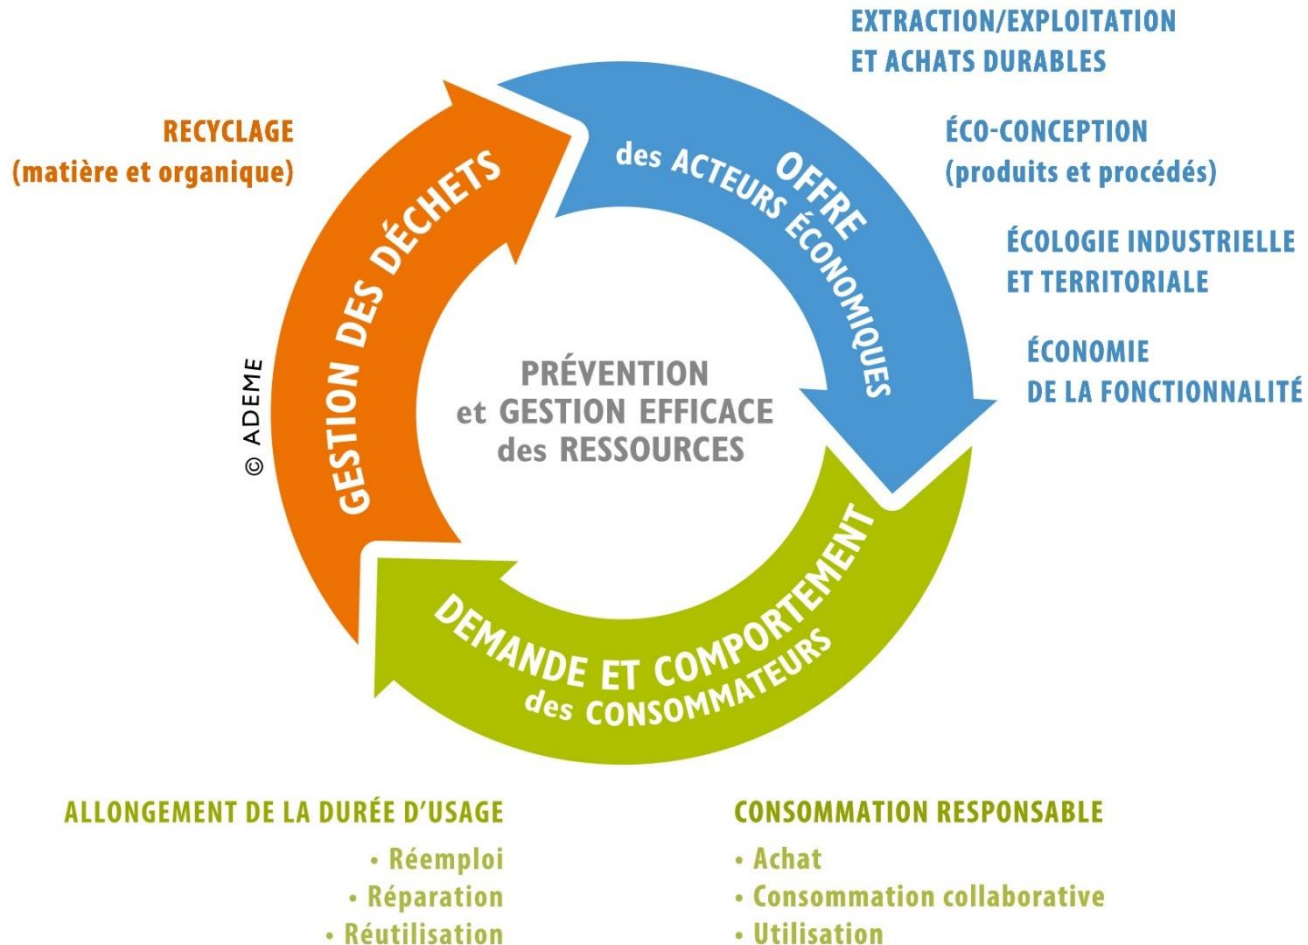 EXTRACTION/EXPLOITATION
ET ACHATS DURABLES
ÉCO-CONCEPTION
(produits et procédés)
ÉCOLOGIE INDUSTRIELLE
ET TERRITORIALE
ÉCONOMIE
DE LA FONCTIONNALITÉ
RECYCLAGE
(matière et organique)
OFFRE
des ACTEURS ÉCONOMIQUES
GESTION DES DÉCHETS
PRÉVENTION
et GESTION EFFICACE
des RESSOURCES
© ADEME
DEMANDE ET COMPORTEMENT
des CONSOMMATEURS
ALLONGEMENT DE LA DURÉE D’USAGE
• Réemploi
• Réparation
• Réutilisation
CONSOMMATION RESPONSABLE
• Achat
• Consommation collaborative
• Utilisation